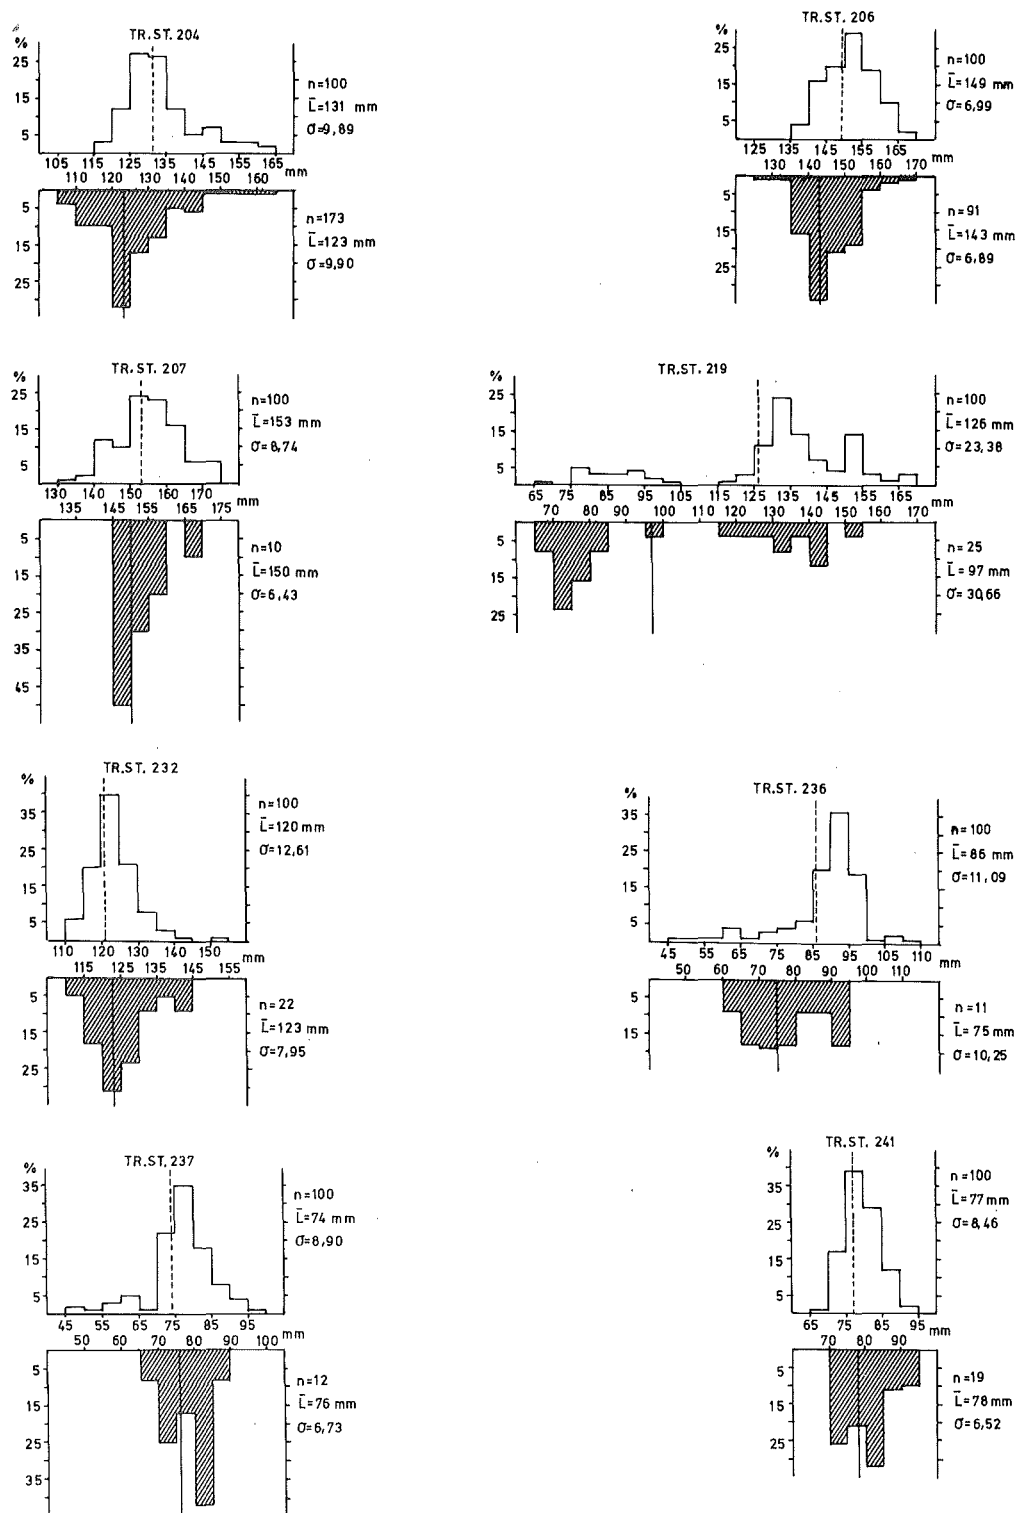 TR.ST. 204
%
25
15
5
n=100
L̄=131 mm
σ=9,89
105 115 125 135 145 155 165 mm
110 120 130 140 150 160
5
15
25
n=173
L̄=123 mm
σ=9,90
TR.ST. 206
%
25
15
5
n=100
L̄=149 mm
σ=6,99
125 135 145 155 165 mm
130 140 150 160 170
5
15
25
n=91
L̄=143 mm
σ=6,89
TR.ST. 207
%
25
15
5
n=100
L̄=153 mm
σ=8,74
130 140 150 160 170 mm
135 145 155 165 175
5
15
25
35
45
n=10
L̄=150 mm
σ=6,43
TR.ST. 219
%
25
15
5
n=100
L̄=126 mm
σ=23,38
65 75 85 95 105 115 125 135 145 155 165 mm
70 80 90 100 110 120 130 140 150 160 170
5
15
25
n=25
L̄=97 mm
σ=30,66
TR.ST. 232
%
35
25
15
5
n=100
L̄=120 mm
σ=12,61
110 120 130 140 150 mm
115 125 135 145 155
5
15
25
n=22
L̄=123 mm
σ=7,95
TR.ST. 236
%
35
25
15
5
n=100
L̄=86 mm
σ=11,09
45 55 65 75 85 95 105 115
50 60 70 80 90 100 110 mm
5
15
n=11
L̄=75 mm
σ=10,25
TR.ST. 237
%
35
25
15
5
n=100
L̄=74 mm
σ=8,90
45 55 65 75 85 95 mm
50 60 70 80 90 100
5
15
25
35
n=12
L̄=76 mm
σ=6,73
TR.ST. 241
%
35
25
15
5
n=100
L̄=77 mm
σ=8,46
65 75 85 95 mm
70 80 90
5
15
25
n=19
L̄=78 mm
σ=6,52